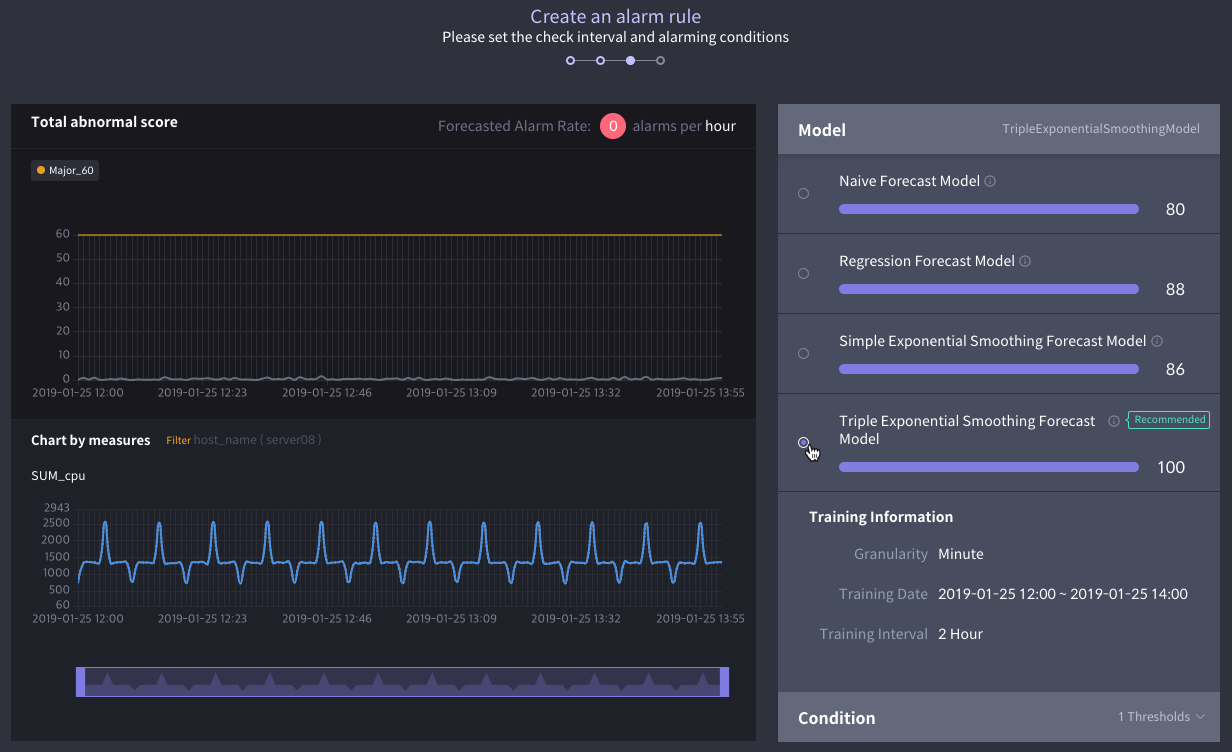 Create an alarm rule
Please set the check interval and alarming conditions
Total abnormal score
Forecasted Alarm Rate: 0 alarms per hour
Major_60
60
50
40
30
20
10
0
2019-01-25 12:00 2019-01-25 12:23 2019-01-25 12:46 2019-01-25 13:09 2019-01-25 13:32 2019-01-25 13:55
Chart by measures Filter host_name ( server08 )
SUM_cpu
2943
2500
2000
1500
1000
500
60
2019-01-25 12:00 2019-01-25 12:23 2019-01-25 12:46 2019-01-25 13:09 2019-01-25 13:32 2019-01-25 13:55
Model TripleExponentialSmoothingModel
Naive Forecast Model
80
Regression Forecast Model
88
Simple Exponential Smoothing Forecast Model
86
Triple Exponential Smoothing Forecast Recommended
Model
100
Training Information
Granularity Minute
Training Date 2019-01-25 12:00 ~ 2019-01-25 14:00
Training Interval 2 Hour
Condition 1 Thresholds